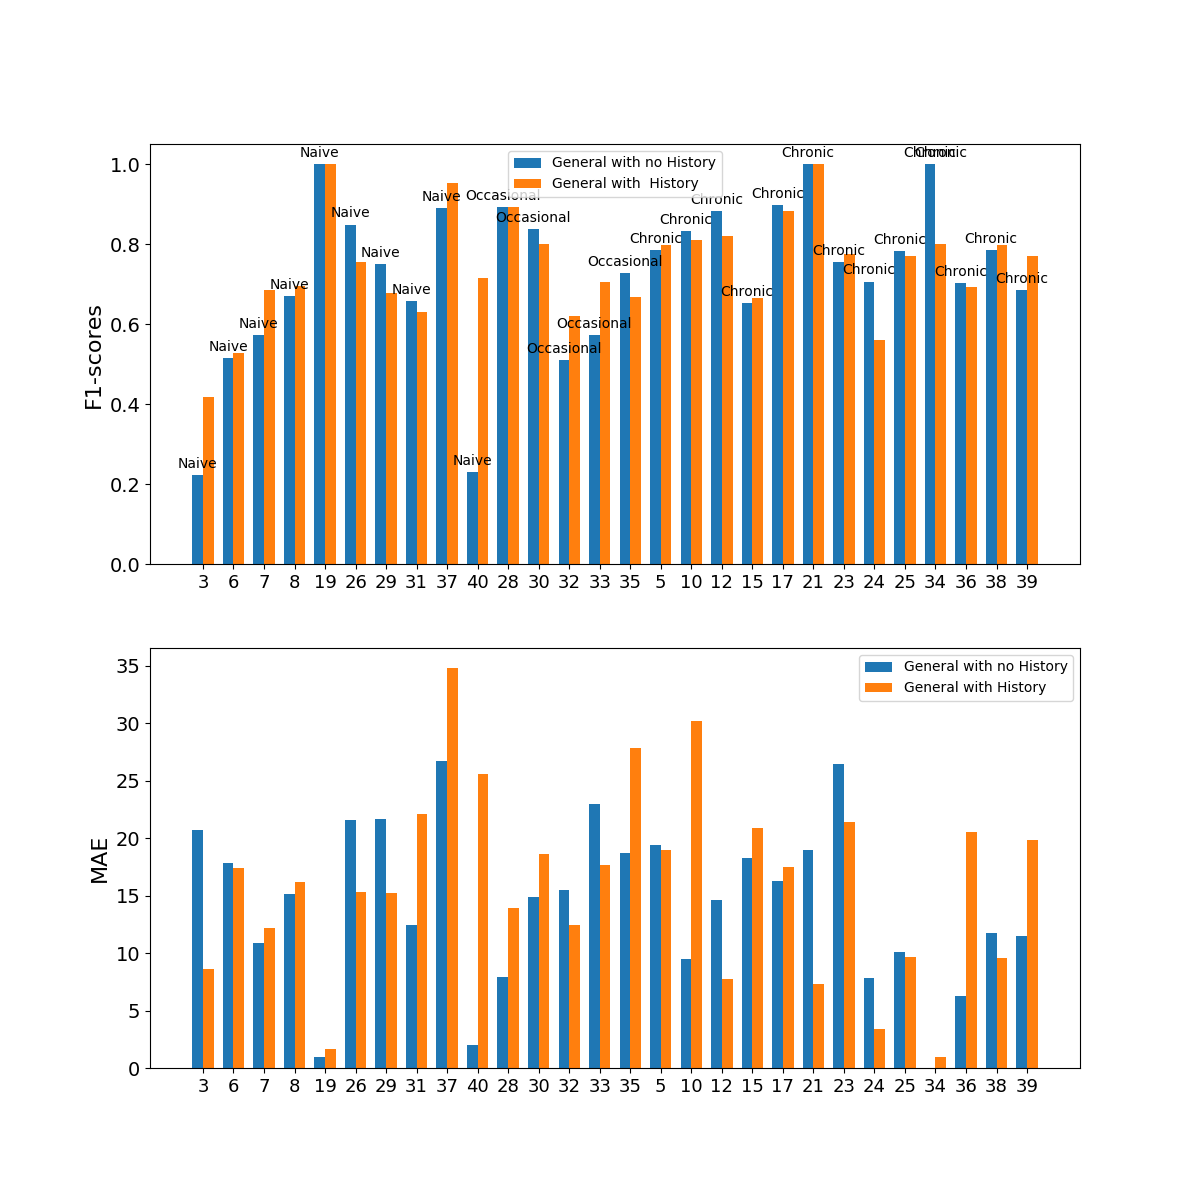 Naive Chronic Chronic Chronic
1.0
General with no History
General with  History
Naive Occasional Chronic Chronic
Naive Occasional Chronic
0.8
Naive Chronic Chronic Chronic Chronic
Naive Occasional Chronic Chronic Chronic
Naive Naive Chronic
Naive Occasional
0.6
Naive Occasional
0.4
Naive Naive
0.2
0.0
F1-scores
3 6 7 8 19 26 29 31 37 40 28 30 32 33 35 5 10 12 15 17 21 23 24 25 34 36 38 39
General with no History
General with History
35
30
25
20
15
10
5
0
MAE
3 6 7 8 19 26 29 31 37 40 28 30 32 33 35 5 10 12 15 17 21 23 24 25 34 36 38 39